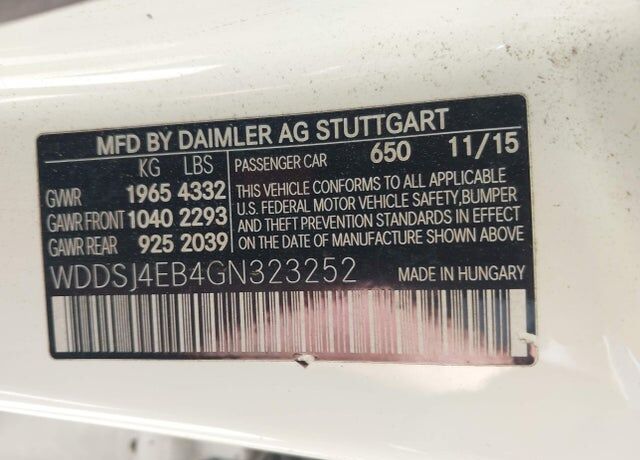 MFD BY DAIMLER AG STUTTGART
KG LBS PASSENGER CAR 650 11/15
GVWR 1965 4332 THIS VEHICLE CONFORMS TO ALL APPLICABLE
U.S. FEDERAL MOTOR VEHICLE SAFETY,BUMPER
GAWR FRONT 1040 2293 AND THEFT PREVENTION STANDARDS IN EFFECT
GAWR REAR 925 2039 ON THE DATE OF MANUFACTURE SHOWN ABOVE
WDDSJ4EB4GN323252 MADE IN HUNGARY